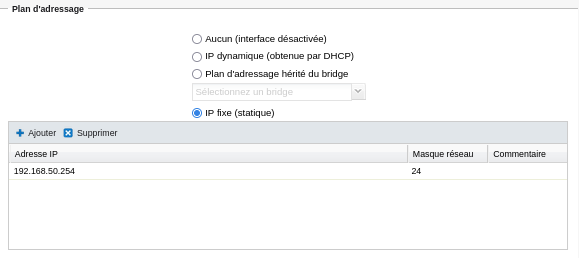 Plan d'adressage
Aucun (interface désactivée)
IP dynamique (obtenue par DHCP)
Plan d'adressage hérité du bridge
Sélectionnez un bridge
IP fixe (statique)
Ajouter Supprimer
Adresse IP Masque réseau Commentaire
192.168.50.254 24